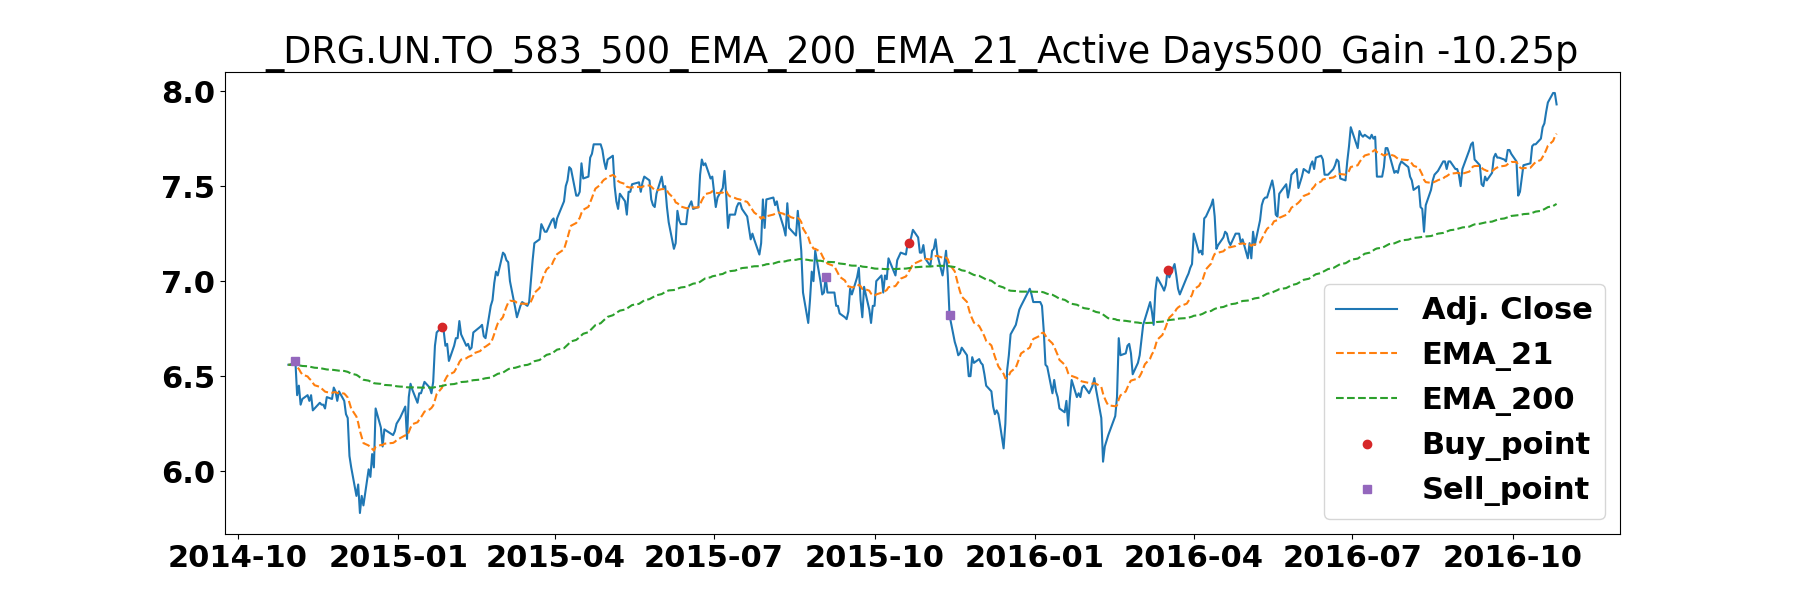 _DRG.UN.TO_583_500_EMA_200_EMA_21_Active Days500_Gain -10.25p
8.0
7.5
7.0
6.5
6.0
Adj. Close
EMA_21
EMA_200
Buy_point
Sell_point
2014-10 2015-01 2015-04 2015-07 2015-10 2016-01 2016-04 2016-07 2016-10